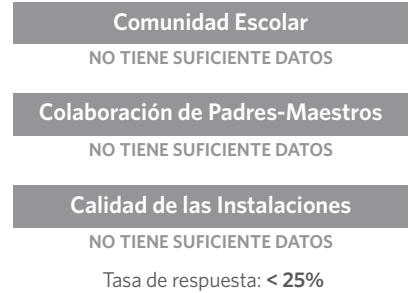 Comunidad Escolar
NO TIENE SUFICIENTE DATOS
Colaboración de Padres-Maestros
NO TIENE SUFICIENTE DATOS
Calidad de las Instalaciones
NO TIENE SUFICIENTE DATOS
Tasa de respuesta: < 25%